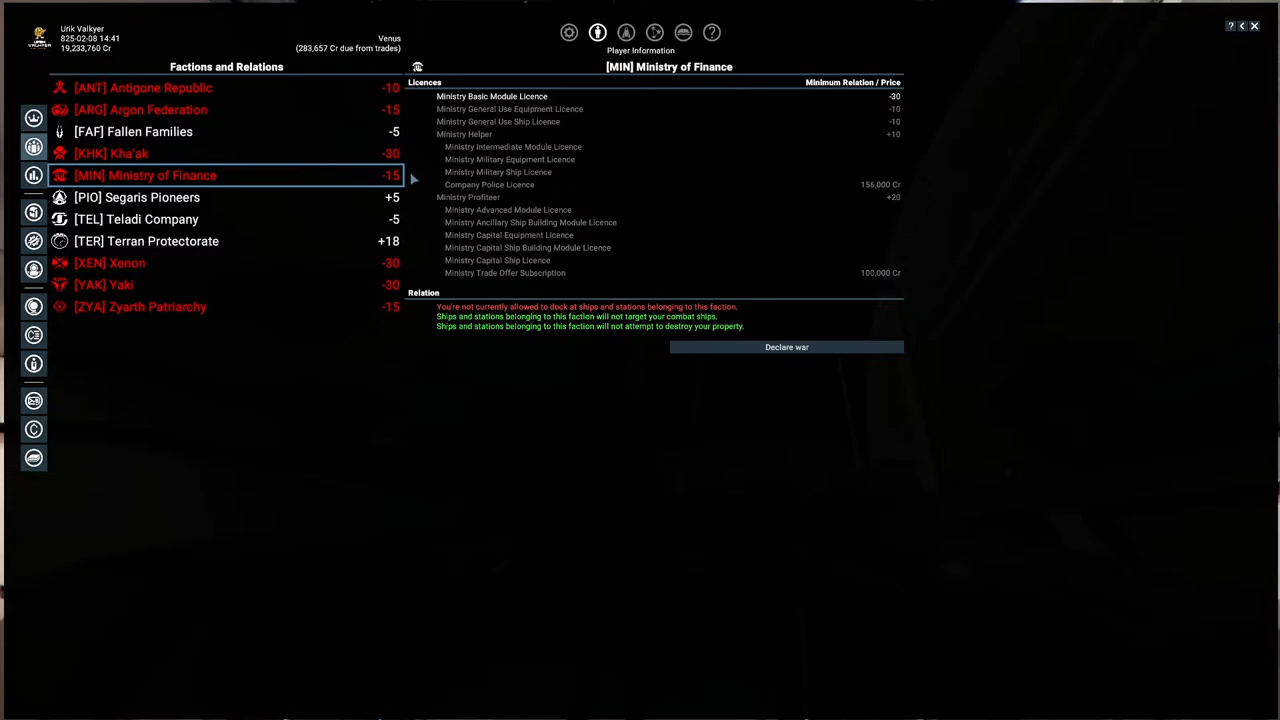 Urik Valkyer
825-02-08 14:41
19,233,760 Cr
Venus
(283,657 Cr due from trades)
Player Information
? < X
Factions and Relations
[ANT] Antigone Republic -10
[ARG] Argon Federation -15
[FAF] Fallen Families -5
[KHK] Kha'ak -30
[MIN] Ministry of Finance -15
[PIO] Segaris Pioneers +5
[TEL] Teladi Company -5
[TER] Terran Protectorate +18
[XEN] Xenon -30
[YAK] Yaki -30
[ZYA] Zyarth Patriarchy -15
[MIN] Ministry of Finance
Licences Minimum Relation / Price
Ministry Basic Module Licence -30
Ministry General Use Equipment Licence -10
Ministry General Use Ship Licence -10
Ministry Helper +10
Ministry Intermediate Module Licence
Ministry Military Equipment Licence
Ministry Military Ship Licence
Company Police Licence 156,000 Cr
Ministry Profiteer +20
Ministry Advanced Module Licence
Ministry Ancillary Ship Building Module Licence
Ministry Capital Equipment Licence
Ministry Capital Ship Building Module Licence
Ministry Capital Ship Licence
Ministry Trade Offer Subscription 100,000 Cr
Relation
You're not currently allowed to dock at ships and stations belonging to this faction.
Ships and stations belonging to this faction will not target your combat ships.
Ships and stations belonging to this faction will not attempt to destroy your property.
Declare war